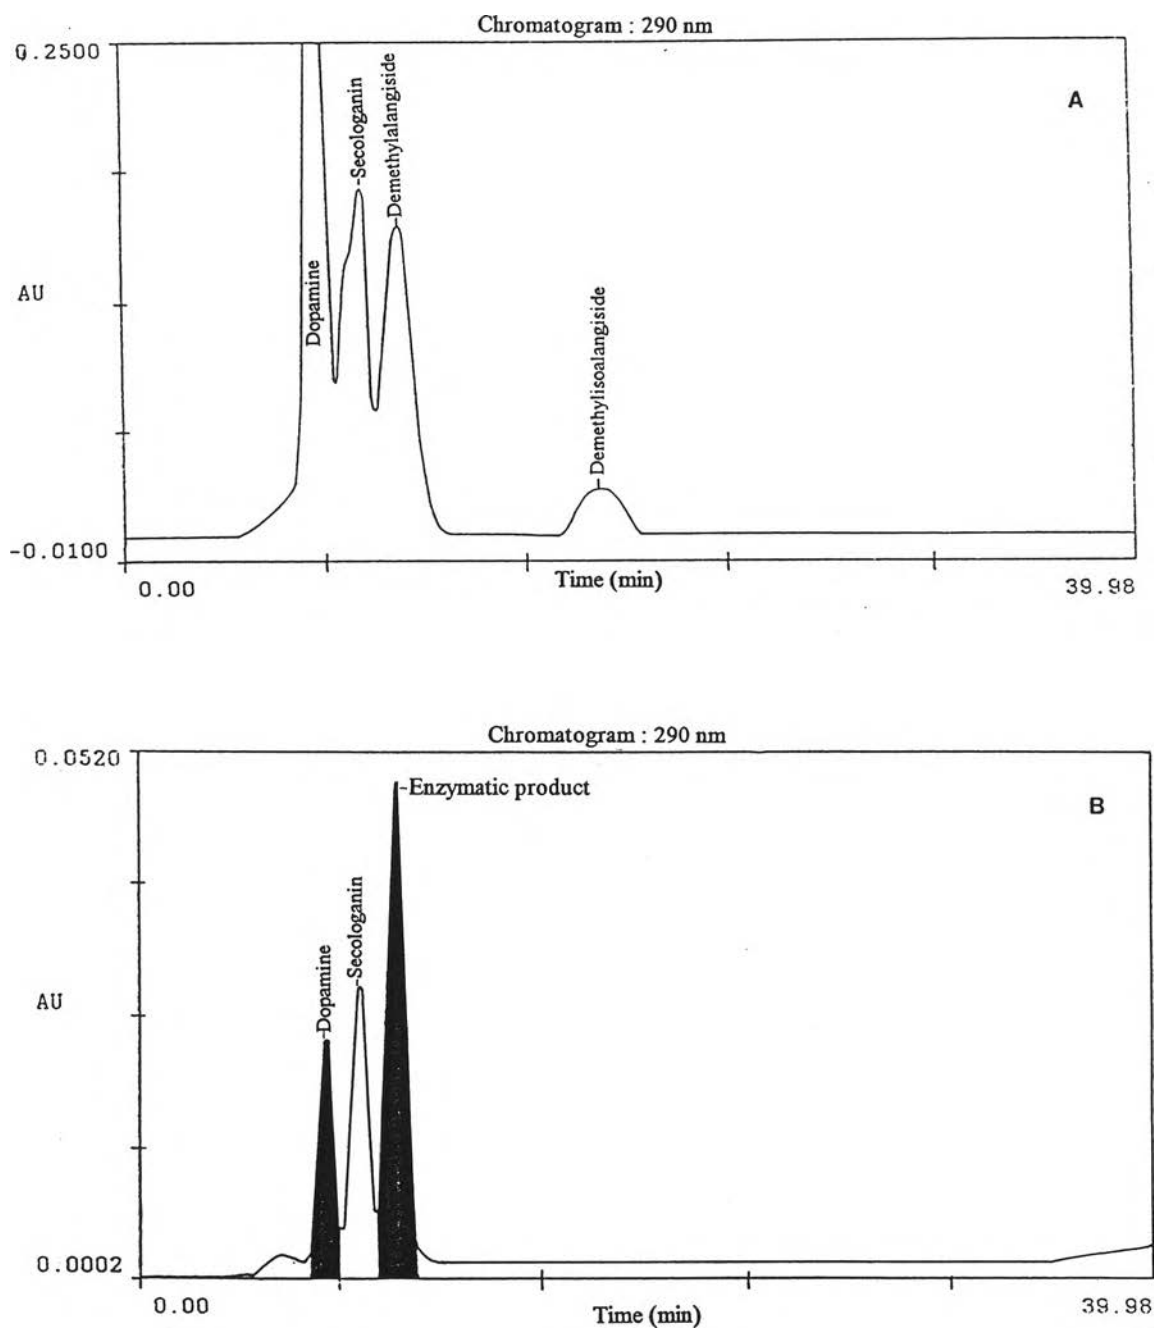 Chromatogram : 290 nm
0.2500
A
-Secologanin
-Demethylalangiside
Dopamine
AU
Demethylisoalangiside
-0.0100
0.00
Time (min)
39.98
Chromatogram : 290 nm
0.0520
-Enzymatic product
B
-Secologanin
-Dopamine
AU
0.0002
0.00
Time (min)
39.98